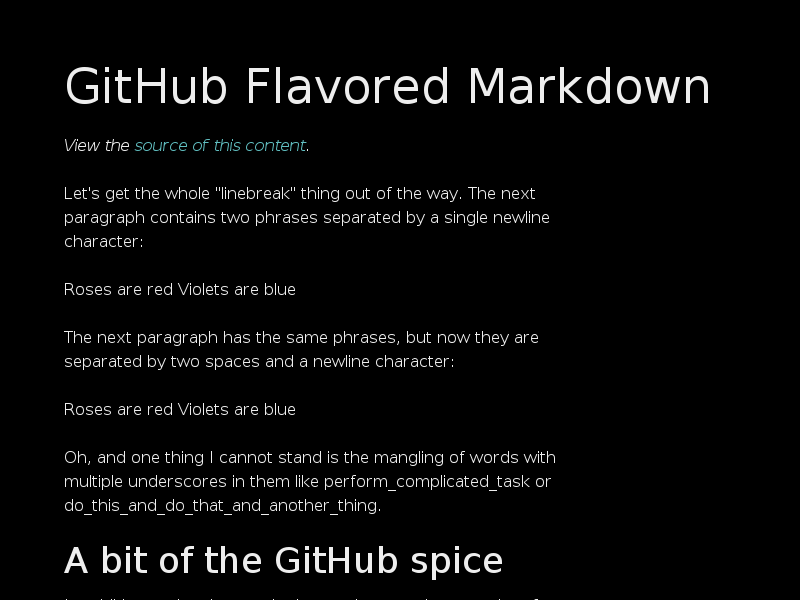 GitHub Flavored Markdown
View the source of this content.
Let's get the whole "linebreak" thing out of the way. The next
paragraph contains two phrases separated by a single newline
character:
Roses are red Violets are blue
The next paragraph has the same phrases, but now they are
separated by two spaces and a newline character:
Roses are red Violets are blue
Oh, and one thing I cannot stand is the mangling of words with
multiple underscores in them like perform_complicated_task or
do_this_and_do_that_and_another_thing.
A bit of the GitHub spice